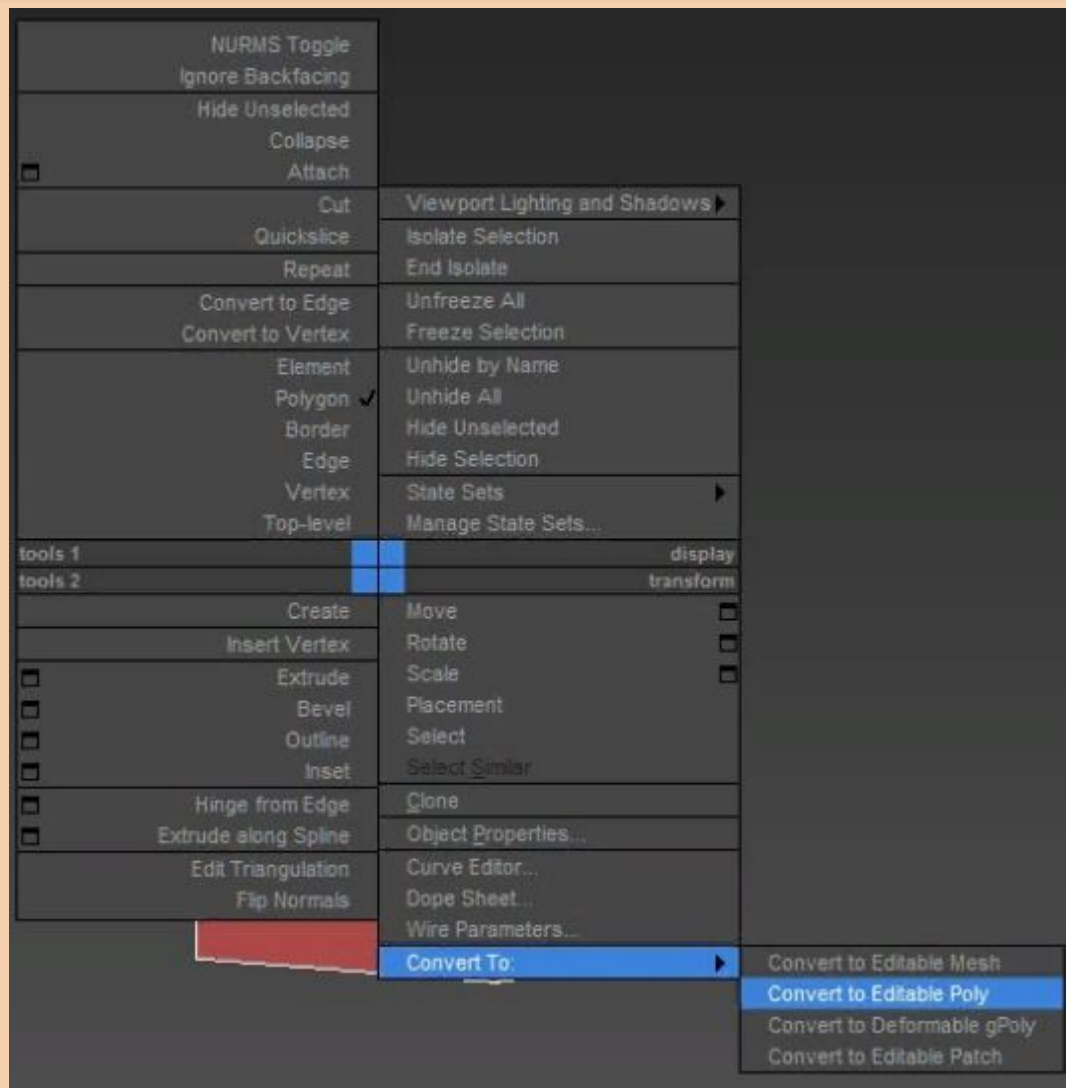 NURMS Toggle
Ignore Backfacing
Hide Unselected
Collapse
Attach
Cut
Quickslice
Repeat
Convert to Edge
Convert to Vertex
Element
Polygon
Border
Edge
Vertex
Top-level
tools 1
tools 2
Create
Insert Vertex
Extrude
Bevel
Outline
Inset
Hinge from Edge
Extrude along Spline
Edit Triangulation
Flip Normals
Viewport Lighting and Shadows
Isolate Selection
End Isolate
Unfreeze All
Freeze Selection
Unhide by Name
Unhide All
Hide Unselected
Hide Selection
State Sets
Manage State Sets...
display
transform
Move
Rotate
Scale
Placement
Select
Select Similar
Clone
Object Properties...
Curve Editor...
Dope Sheet...
Wire Parameters...
Convert To:
Convert to Editable Mesh
Convert to Editable Poly
Convert to Deformable gPoly
Convert to Editable Patch